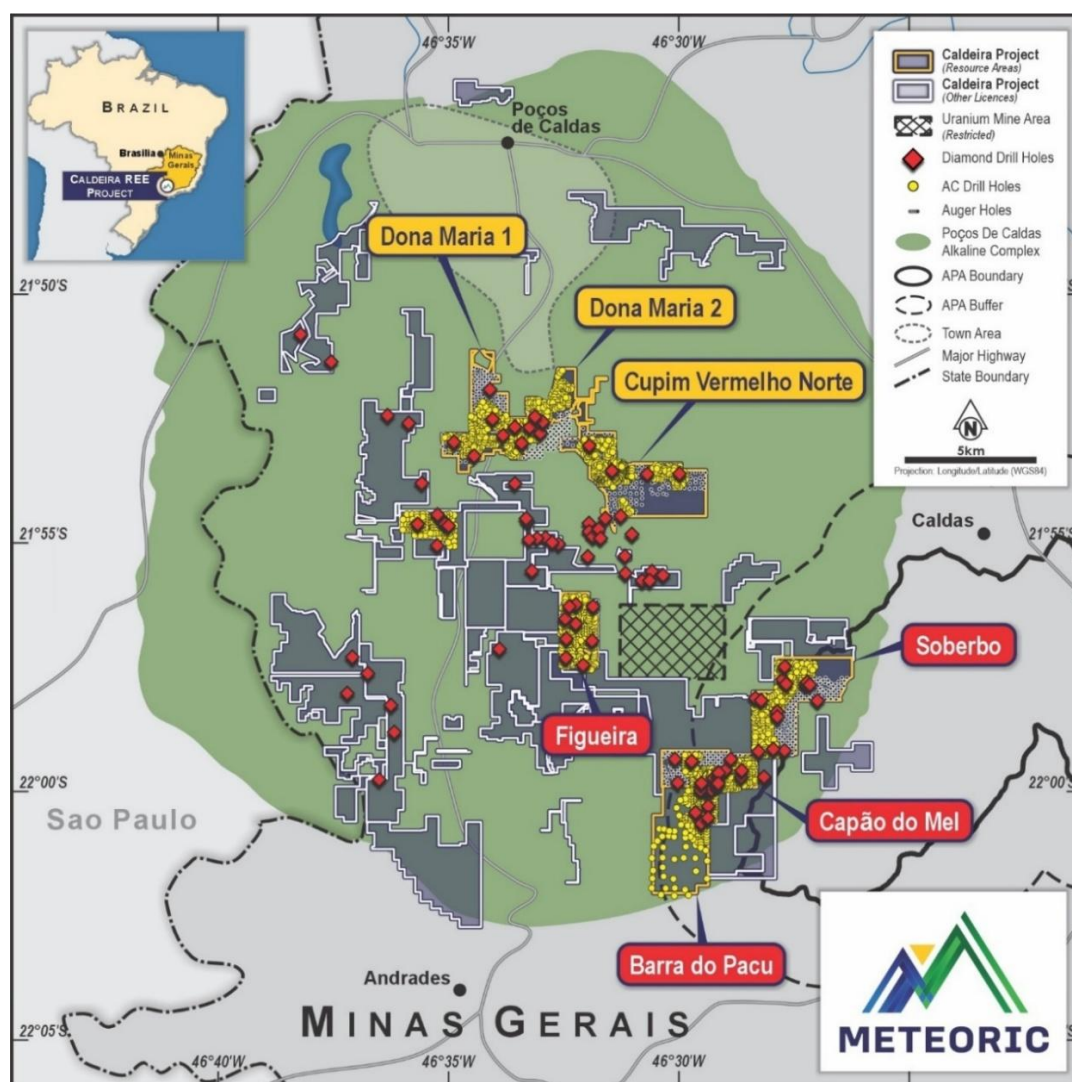 46°35'W
46°30'W
BRAZIL
Brasilia
Minas
Gerais
CALDEIRA REE
PROJECT
Poços
de Caldas
Caldeira Project
(Resource Areas)
Caldeira Project
(Other Licences)
Uranium Mine Area
(Restricted)
Diamond Drill Holes
AC Drill Holes
Auger Holes
Poços De Caldas
Alkaline Complex
APA Boundary
APA Buffer
Town Area
Major Highway
State Boundary
N
5km
Projection: Longitude/Latitude (WGS84)
Dona Maria 1
21°50'S
Dona Maria 2
Cupim Vermelho Norte
Caldas
21°55'S
21°55'S
Soberbo
Figueira
22°00'S
22°00'S
Sao Paulo
Capão do Mel
Barra do Pacu
Andrades
MINAS GERAIS
METEORIC
22°05'S
46°40'W
46°35'W
46°30'W